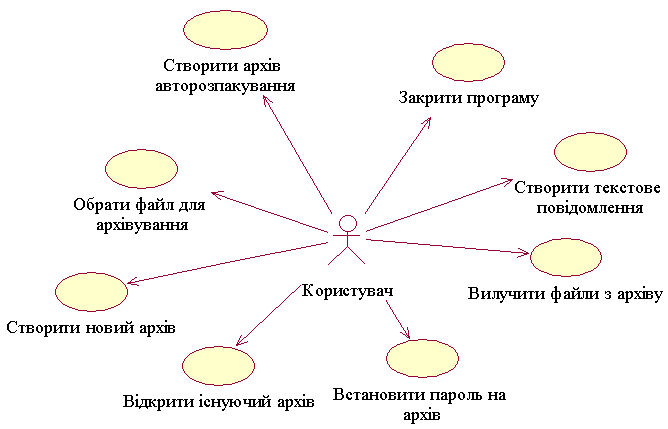 Створити архів
авторозпакування
Закрити програму
Створити текстове
повідомлення
Обрати файл для
архівування
Користувач
Вилучити файли з архіву
Створити новий архів
Відкрити існуючий архів
Встановити пароль на
архів